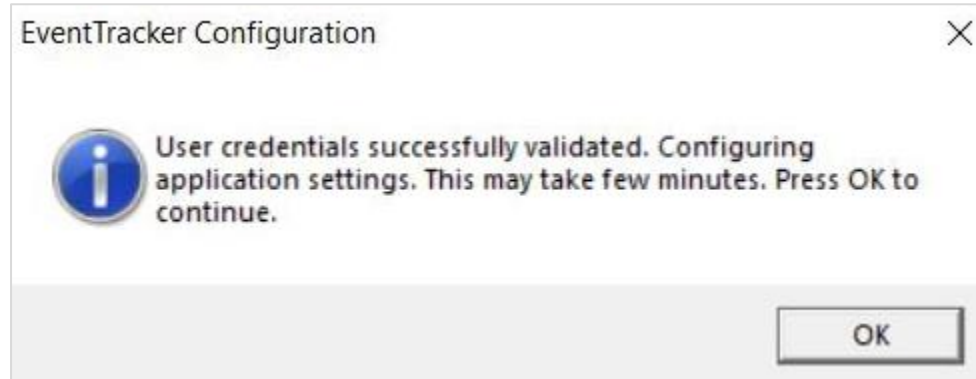 EventTracker Configuration
User credentials successfully validated. Configuring
application settings. This may take few minutes. Press OK to
continue.
OK